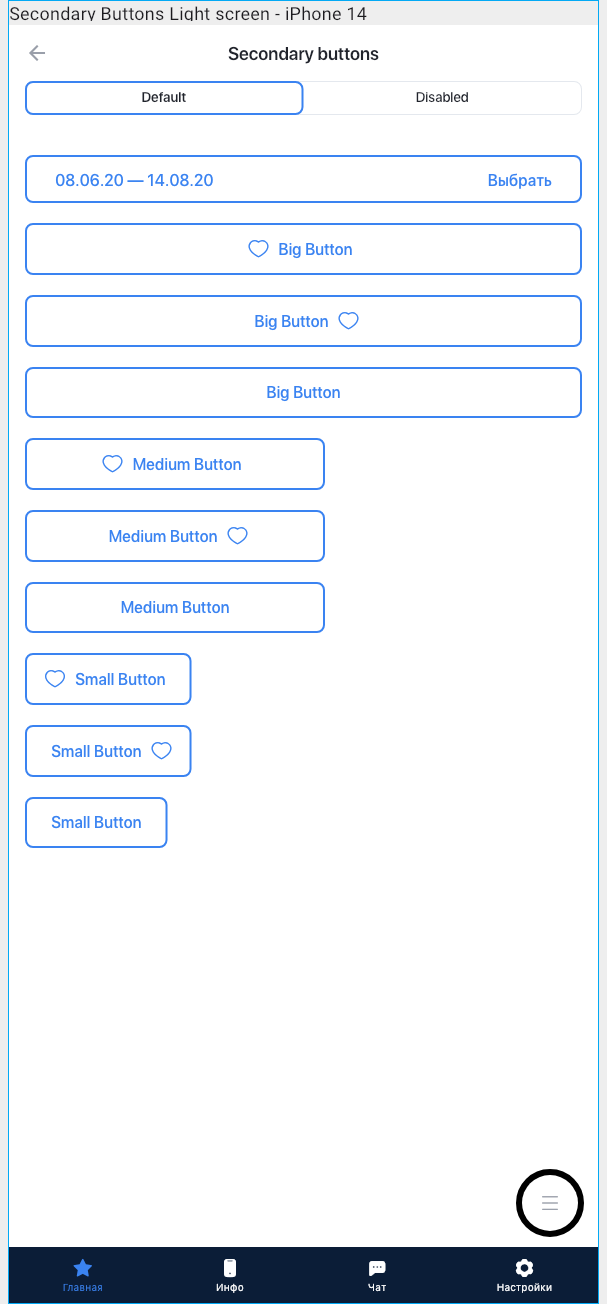 Secondary Buttons Light screen - iPhone 14
Secondary buttons
Default Disabled
08.06.20 — 14.08.20 Выбрать
Big Button
Big Button
Big Button
Medium Button
Medium Button
Medium Button
Small Button
Small Button
Small Button
Главная Инфо Чат Настройки